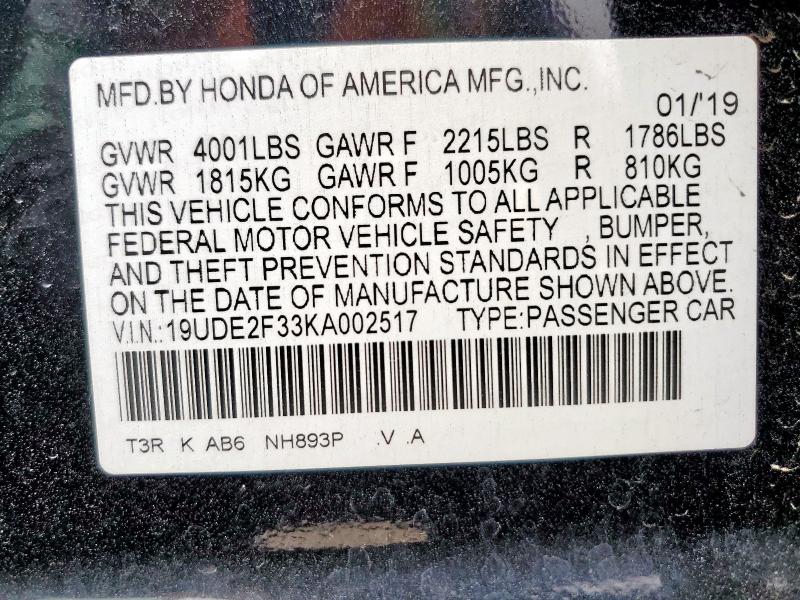 MFD.BY HONDA OF AMERICA MFG.,INC.
01/'19
GVWR 4001LBS GAWR F 2215LBS R 1786LBS
GVWR 1815KG GAWR F 1005KG R 810KG
THIS VEHICLE CONFORMS TO ALL APPLICABLE
FEDERAL MOTOR VEHICLE SAFETY , BUMPER,
AND THEFT PREVENTION STANDARDS IN EFFECT
ON THE DATE OF MANUFACTURE SHOWN ABOVE.
V.I.N.:19UDE2F33KA002517 TYPE:PASSENGER CAR
T3R K AB6 NH893P .V .A